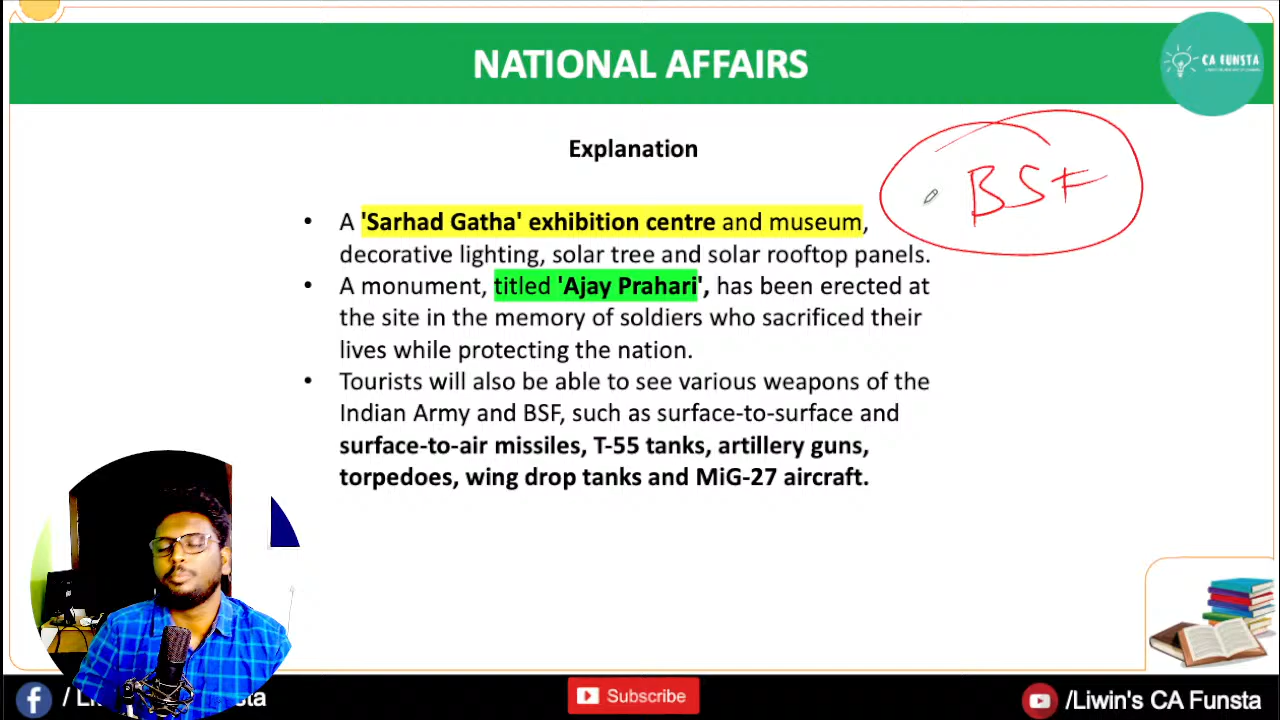 NATIONAL AFFAIRS
CA FUNSTA
Explanation
BSF
• A 'Sarhad Gatha' exhibition centre and museum,
decorative lighting, solar tree and solar rooftop panels.
• A monument, titled 'Ajay Prahari', has been erected at
the site in the memory of soldiers who sacrificed their
lives while protecting the nation.
• Tourists will also be able to see various weapons of the
Indian Army and BSF, such as surface-to-surface and
surface-to-air missiles, T-55 tanks, artillery guns,
torpedoes, wing drop tanks and MiG-27 aircraft.
Subscribe
/Liwin's CA Funsta